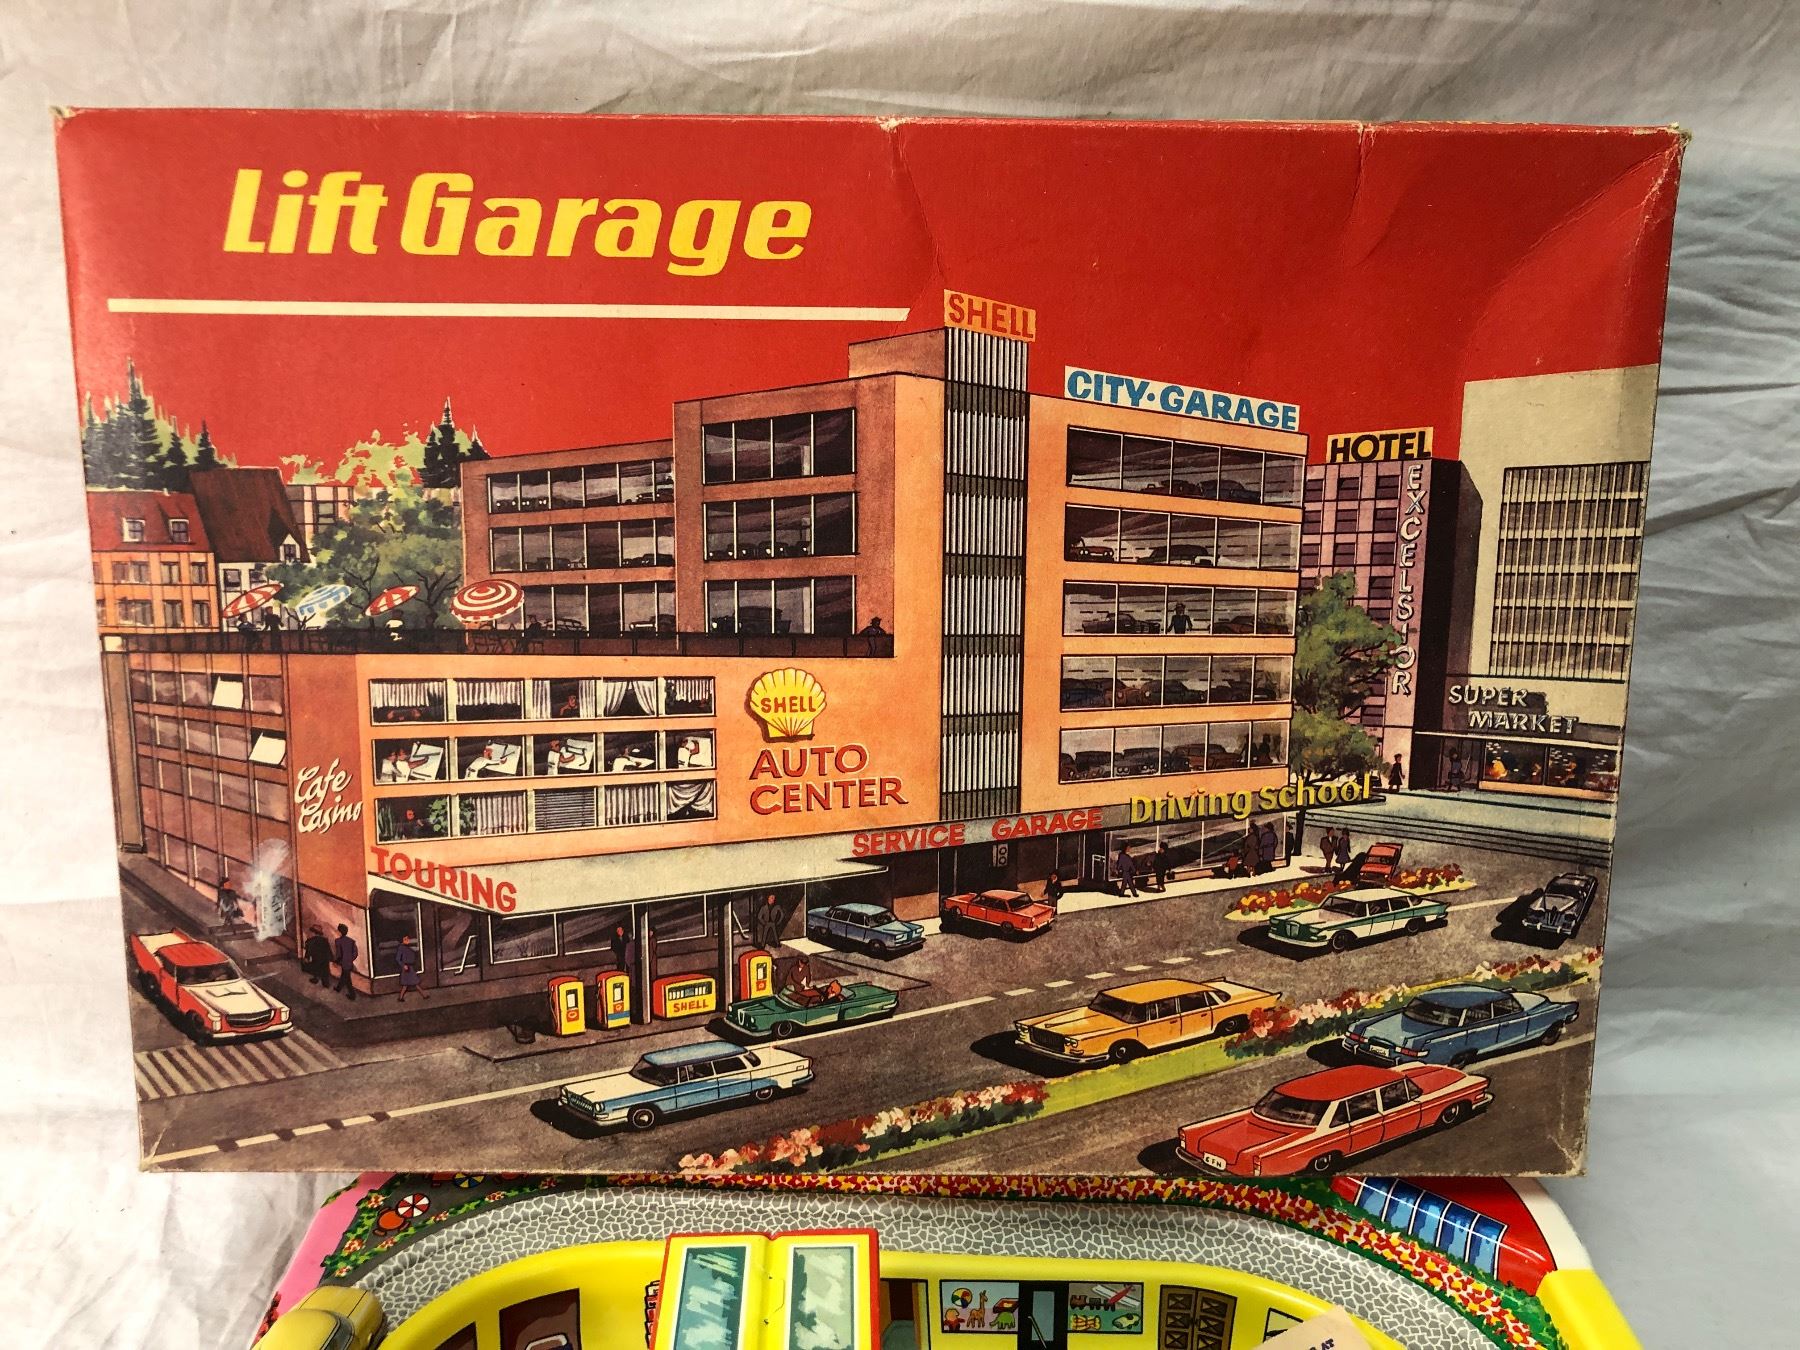 Lift Garage
SHELL
CITY·GARAGE
HOTEL
EXCELSIOR
SUPER
MARKET
SHELL
AUTO
CENTER
Cafe
Casino
Driving school
SERVICE GARAGE
TOURING
SHELL